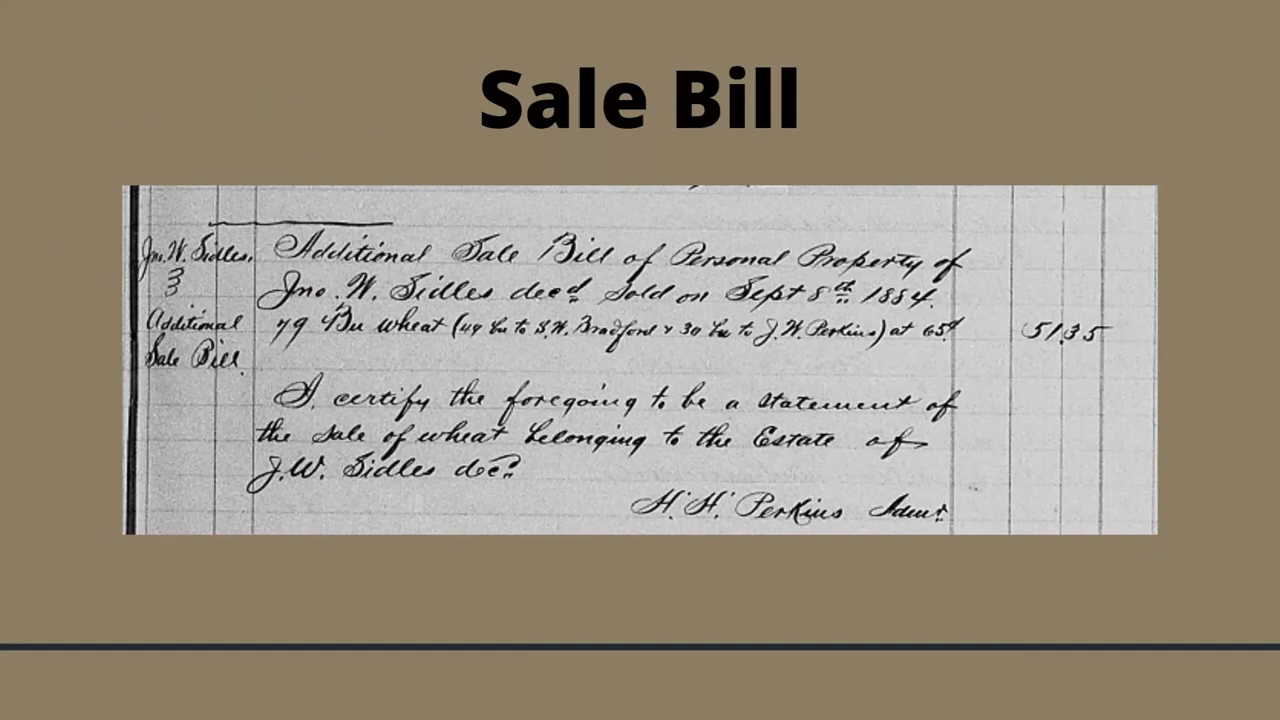 Sale Bill
Jno. W. Sidles.
3
Additional
Sale Bill.
Additional Sale Bill of Personal Property of
Jno. W. Sidles decd Sold on Sept 8th 1884.
79 Bu wheat (49 bu to S.W. Bradford & 30 bu to J.W. Perkins) at 65¢ 51.35
I, certify the foregoing to be a statement of
the sale of wheat belonging to the Estate of
J.W. Sidles decd
H. H. Perkins Admr.